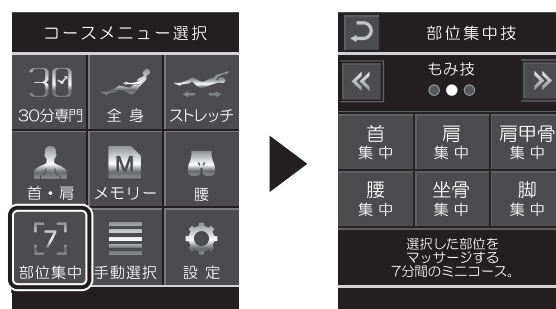 コースメニュー選択
30
30分専門
全 身
ストレッチ
首・肩
M
メモリー
腰
7
部位集中
手動選択
設 定
部位集中技
もみ技
首
集 中
肩
集 中
肩甲骨
集 中
腰
集 中
坐骨
集 中
脚
集 中
選択した部位を
マッサージする
7分間のミニコース。